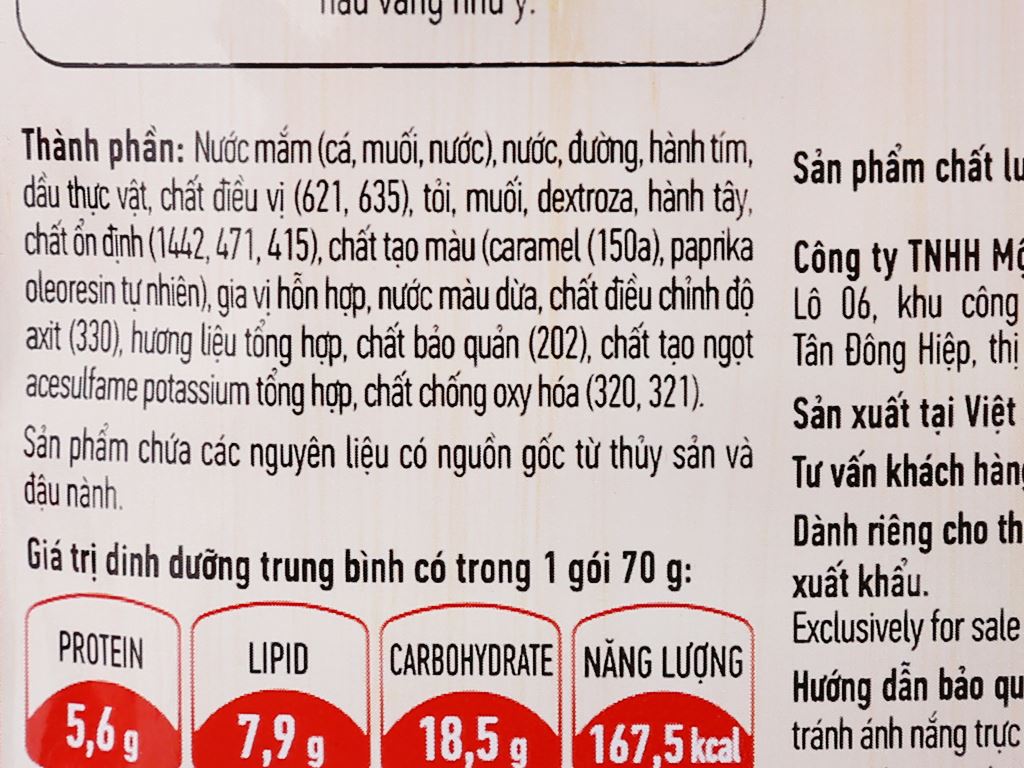 Thành phần: Nước mắm (cá, muối, nước), nước, đường, hành tím,
dầu thực vật, chất điều vị (621, 635), tỏi, muối, dextroza, hành tây,
chất ổn định (1442, 471, 415), chất tạo màu (caramel (150a), paprika
oleoresin tự nhiên), gia vị hỗn hợp, nước màu dừa, chất điều chỉnh độ
axit (330), hương liệu tổng hợp, chất bảo quản (202), chất tạo ngọt
acesulfame potassium tổng hợp, chất chống oxy hóa (320, 321).
Sản phẩm chứa các nguyên liệu có nguồn gốc từ thủy sản và
đậu nành.
Giá trị dinh dưỡng trung bình có trong 1 gói 70 g:
PROTEIN
5,6 g
LIPID
7,9 g
CARBOHYDRATE
18,5 g
NĂNG LƯỢNG
167,5 kcal
Sản phẩm chất
Công ty TNHH
Lô 06, khu công
Tân Đông Hiệp, thị
Sản xuất tại Việt
Tư vấn khách hàng
Dành riêng cho
xuất khẩu.
Exclusively for sale
Hướng dẫn bảo
tránh ánh nắng trực